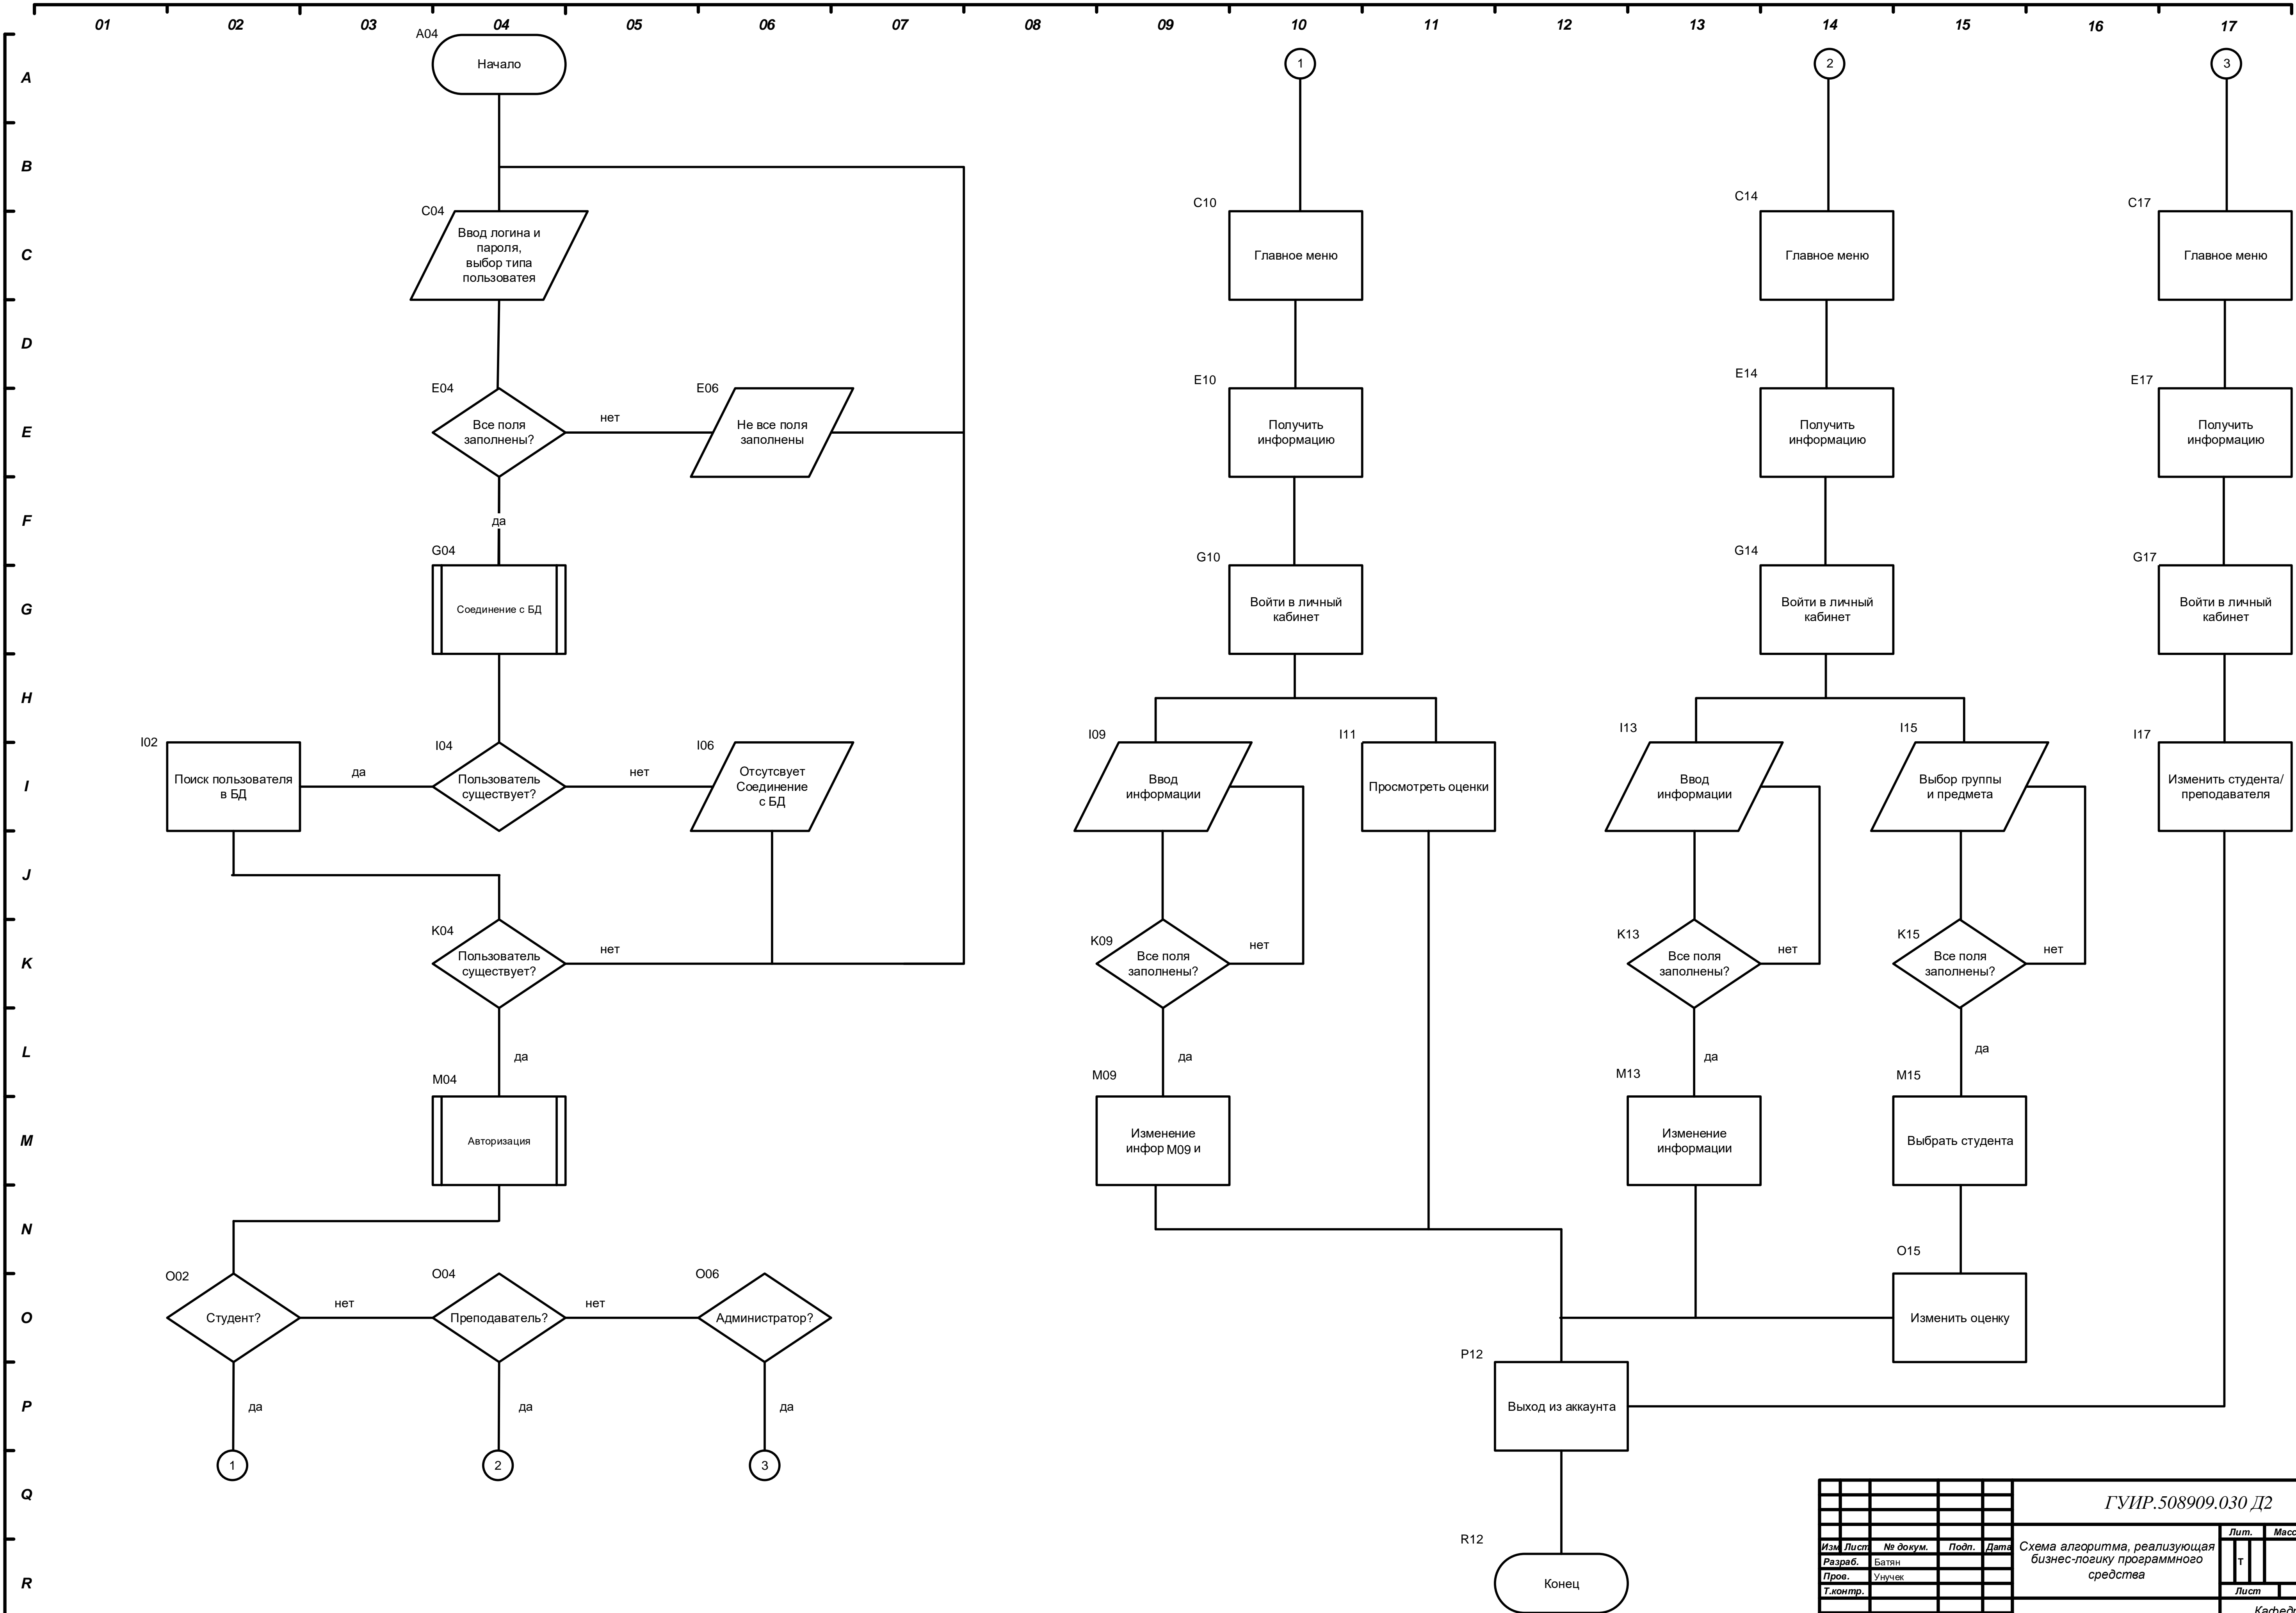 01 02 03 04 05 06 07 08 09 10 11 12 13 14 15 16 17
A
B
C
D
E
F
G
H
I
J
K
L
M
N
O
P
Q
R
A04
Начало
C04
Ввод логина и
пароля,
выбор типа
пользоватея
E04
Все поля
заполнены?
нет
E06
Не все поля
заполнены
да
G04
Соединение с БД
I02
Поиск пользователя
в БД
да
I04
Пользователь
существует?
нет
I06
Отсутсвует
Соединение
с БД
K04
Пользователь
существует?
нет
да
M04
Авторизация
O02
Студент?
нет
O04
Преподаватель?
нет
O06
Администратор?
да
да
да
1
2
3
1
C10
Главное меню
E10
Получить
информацию
G10
Войти в личный
кабинет
I09
Ввод
информации
I11
Просмотреть оценки
K09
Все поля
заполнены?
нет
да
M09
Изменение
инфор M09 и
2
C14
Главное меню
E14
Получить
информацию
G14
Войти в личный
кабинет
I13
Ввод
информации
I15
Выбор группы
и предмета
K13
Все поля
заполнены?
нет
K15
Все поля
заполнены?
нет
да
да
M13
Изменение
информации
M15
Выбрать студента
O15
Изменить оценку
3
C17
Главное меню
E17
Получить
информацию
G17
Войти в личный
кабинет
I17
Изменить студента/
преподавателя
P12
Выход из аккаунта
R12
Конец
ГУИР.508909.030 Д2
Изм Лист № докум. Подп. Дата
Разраб. Батян
Пров. Унучек
Т.контр.
Схема алгоритма, реализующая
бизнес-логику программного
средства
Лит. Масс
Т
Лист
Кафед